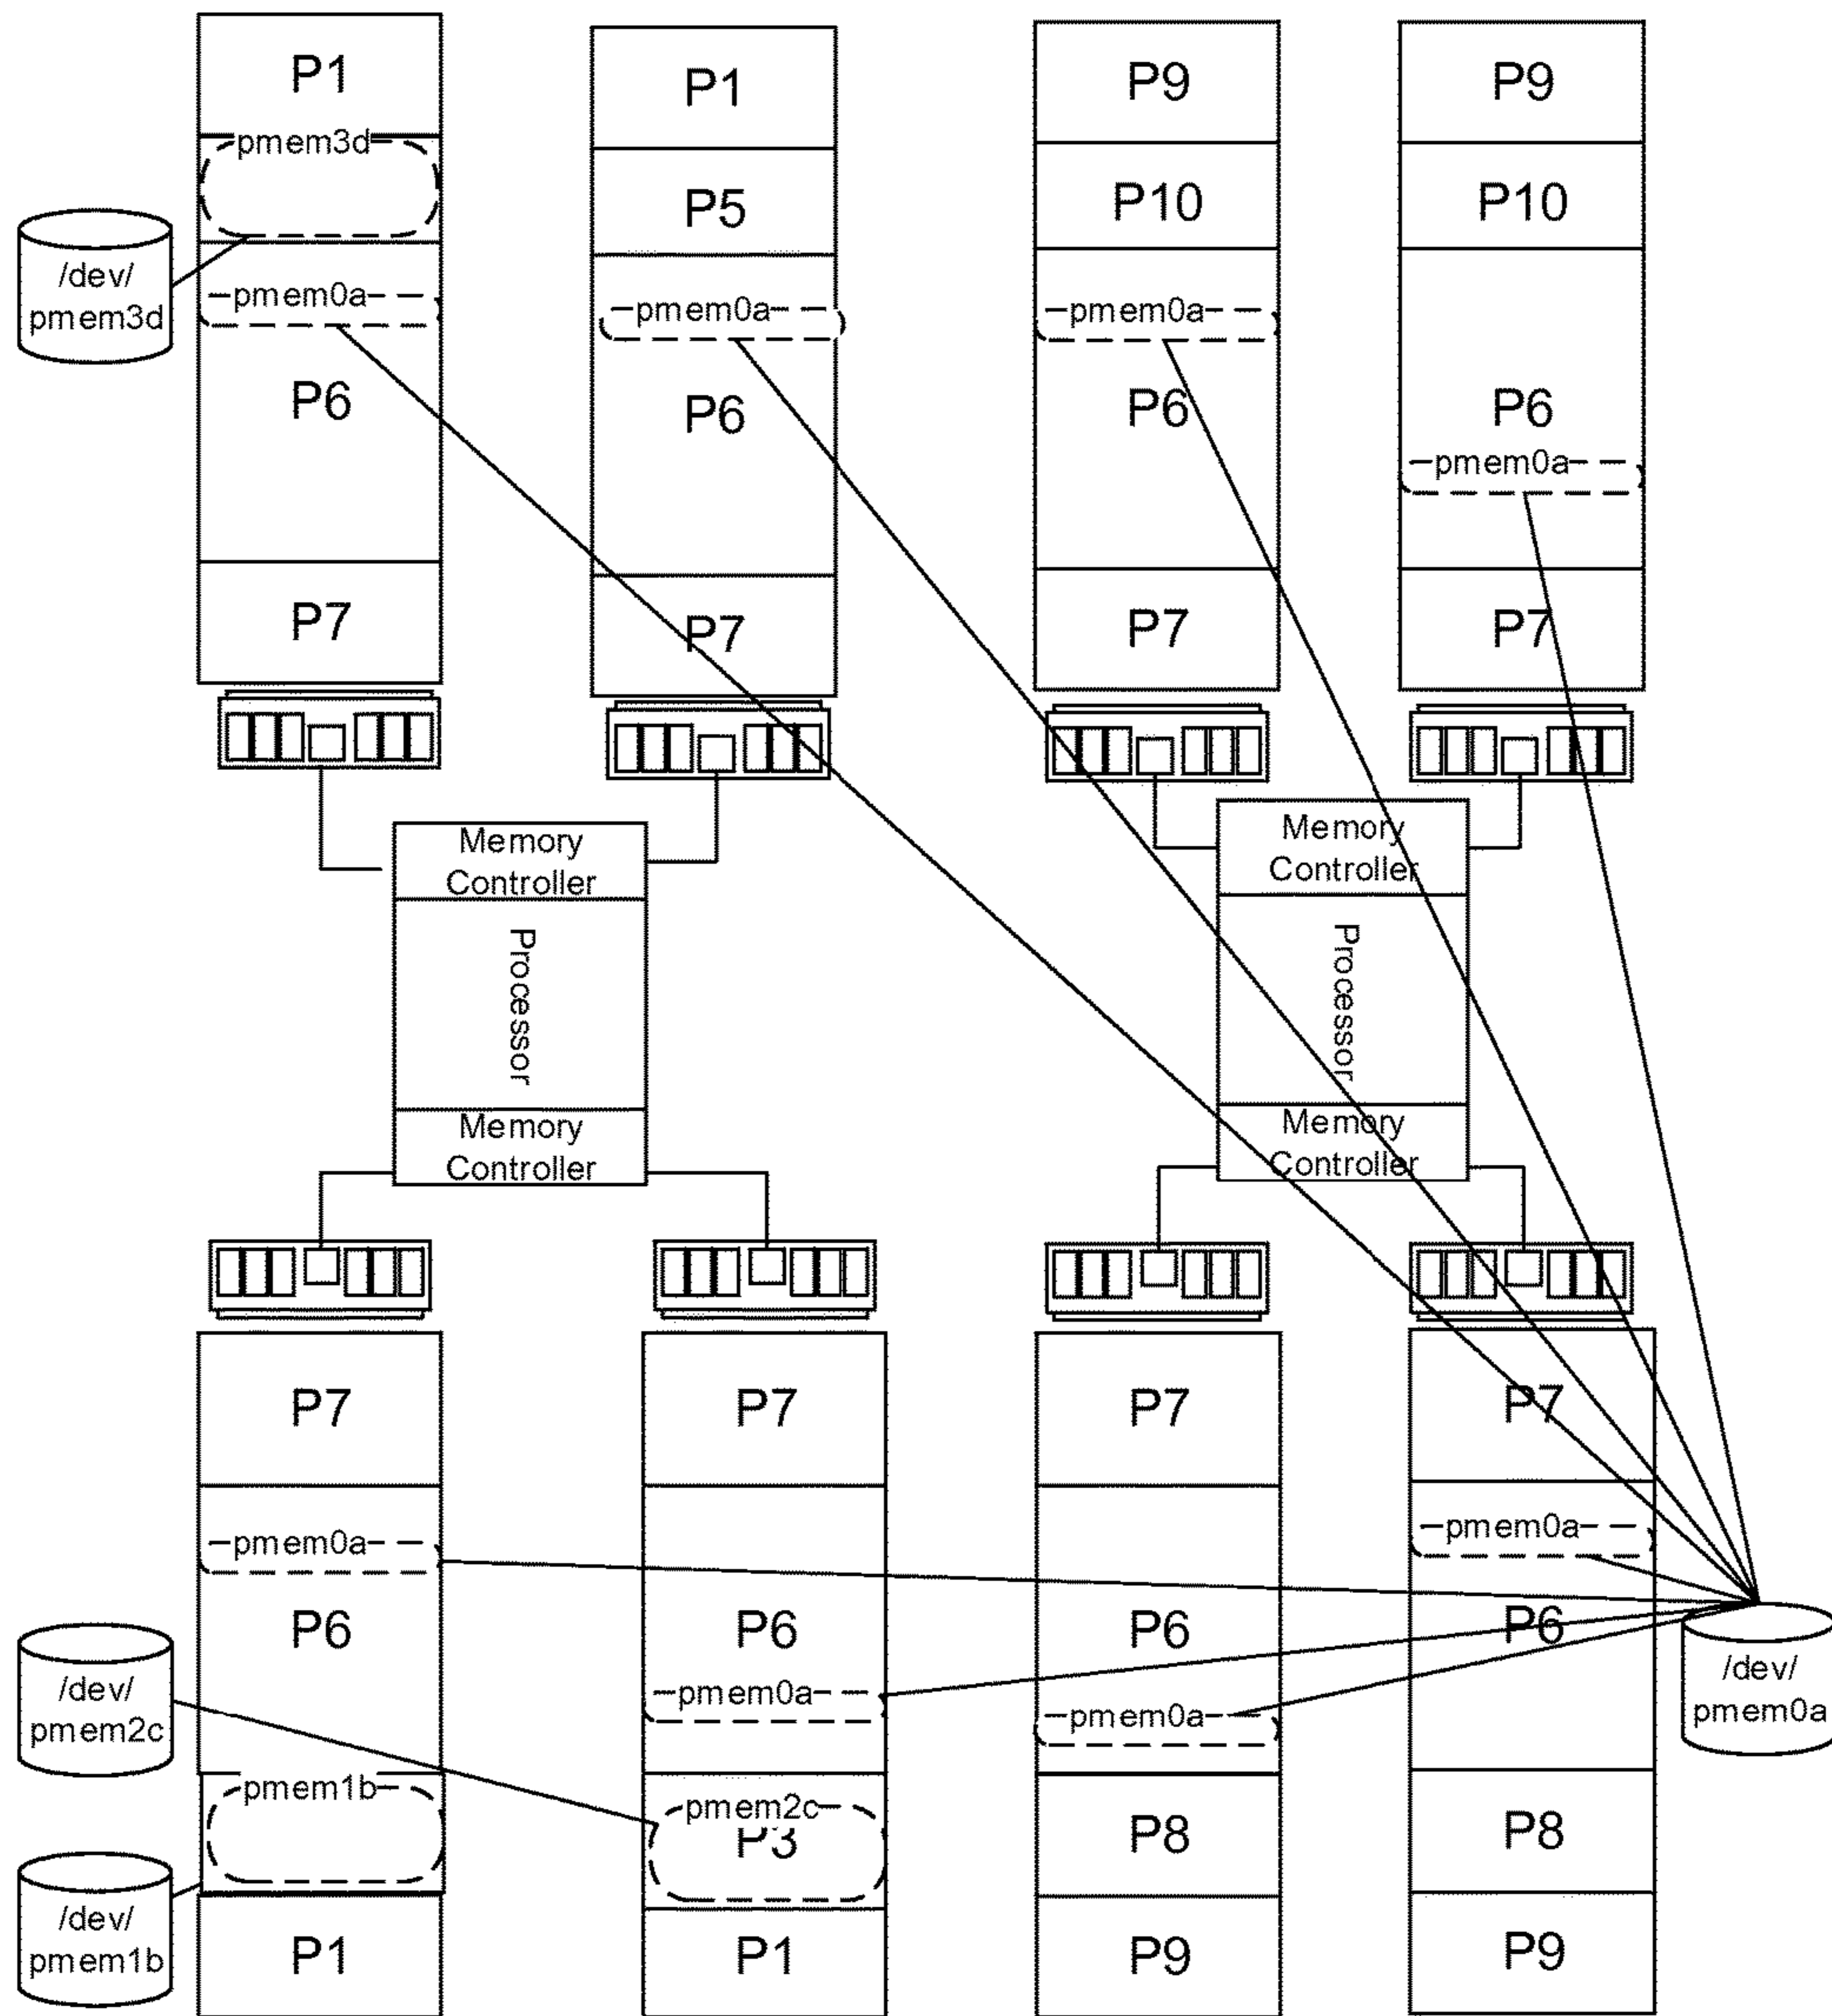 P1
pmem3d
/dev/
pmem3d
pmem0a
P6
P7
P1
P5
pmem0a
P6
P7
P9
P10
pmem0a
P6
P7
P9
P10
P6
pmem0a
P7
Memory
Controller
Processor
Memory
Controller
Memory
Controller
Processor
Memory
Controller
P7
pmem0a
P6
pmem1b
P1
/dev/
pmem2c
/dev/
pmem1b
P7
P6
pmem0a
pmem2c
P3
P1
P7
P6
pmem0a
P8
P9
P7
pmem0a
P6
P8
P9
/dev/
pmem0a